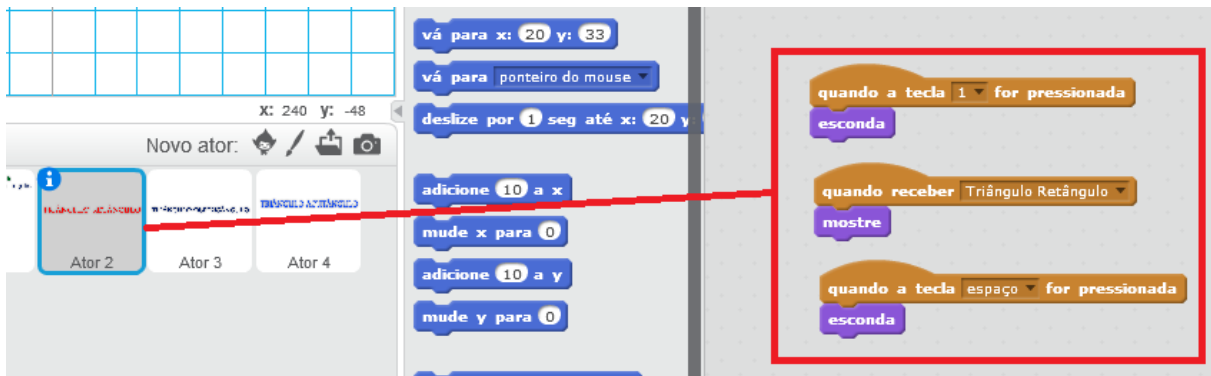 x: 240 y: -48
Novo ator:
Ator 2
Ator 3
TRIÂNGULO ACUTÂNGULO
Ator 4
vá para x: 20 y: 33
vá para ponteiro do mouse
deslize por 1 seg até x: 20 y:
adicione 10 a x
mude x para 0
adicione 10 a y
mude y para 0
quando a tecla 1 for pressionada
esconda
quando receber Triângulo Retângulo
mostre
quando a tecla espaço for pressionada
esconda